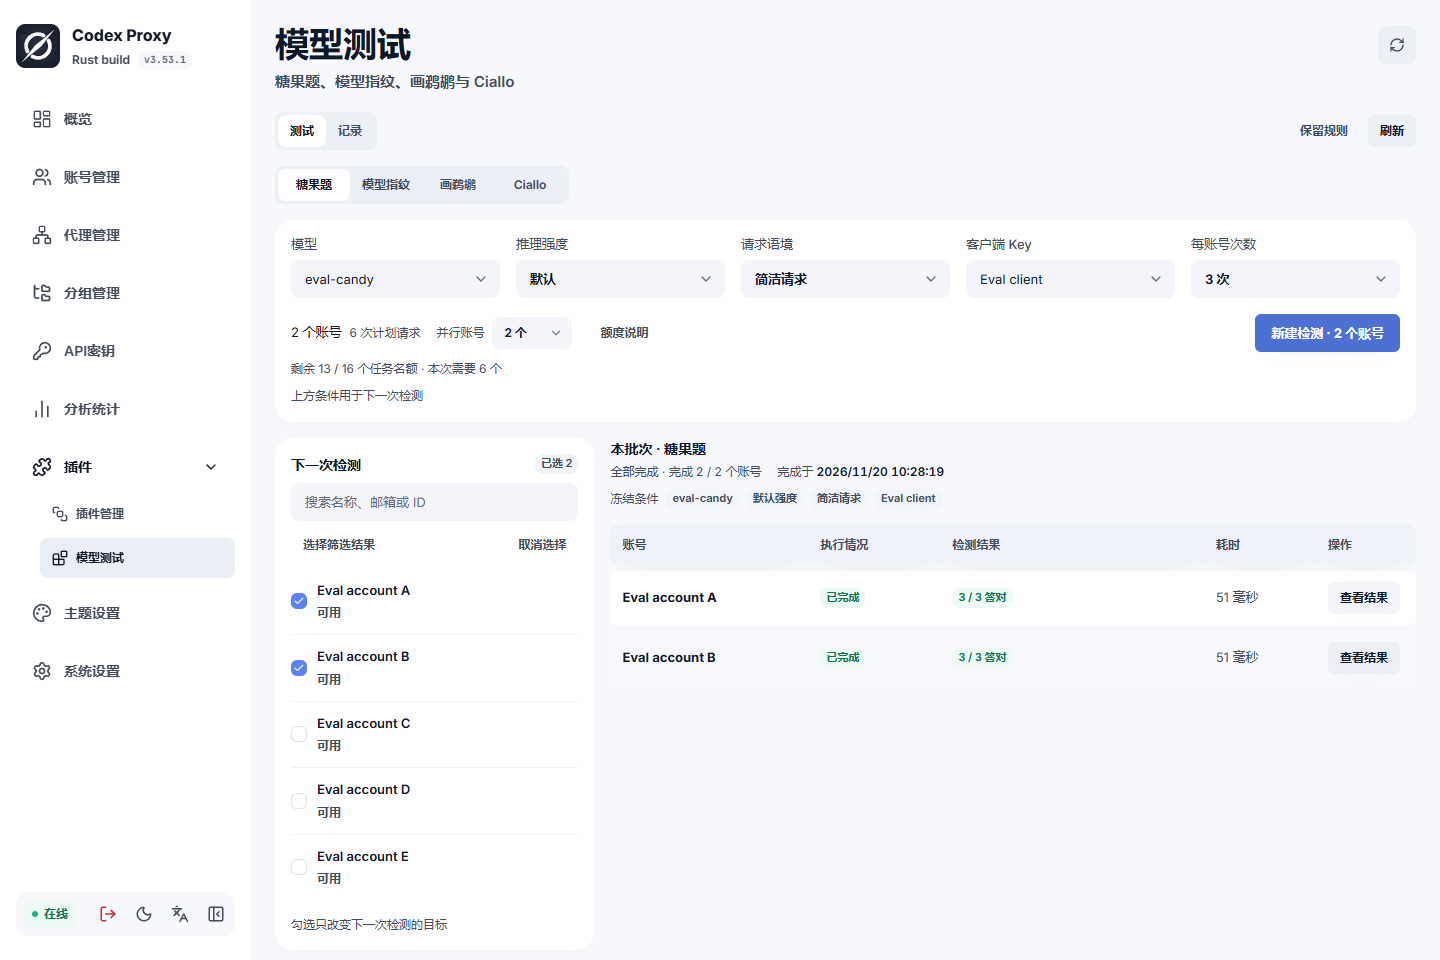 Codex Proxy
Rust build v3.53.1
概览
账号管理
代理管理
分组管理
API密钥
分析统计
插件
插件管理
模型测试
主题设置
系统设置
在线
模型测试
糖果题、模型指纹、画鹈鹕与 Ciallo
测试 记录
保留规则 刷新
糖果题 模型指纹 画鹈鹕 Ciallo
模型 推理强度 请求语境 客户端 Key 每账号次数
eval-candy 默认 简洁请求 Eval client 3 次
2 个账号 6 次计划请求 并行账号 2 个 额度说明 新建检测 · 2 个账号
剩余 13 / 16 个任务名额 · 本次需要 6 个
上方条件用于下一次检测
下一次检测 已选 2
搜索名称、邮箱或 ID
选择筛选结果 取消选择
Eval account A
可用
Eval account B
可用
Eval account C
可用
Eval account D
可用
Eval account E
可用
勾选只改变下一次检测的目标
本批次 · 糖果题
全部完成 · 完成 2 / 2 个账号 完成于 2026/11/20 10:28:19
冻结条件 eval-candy 默认强度 简洁请求 Eval client
账号 执行情况 检测结果 耗时 操作
Eval account A 已完成 3 / 3 答对 51 毫秒 查看结果
Eval account B 已完成 3 / 3 答对 51 毫秒 查看结果